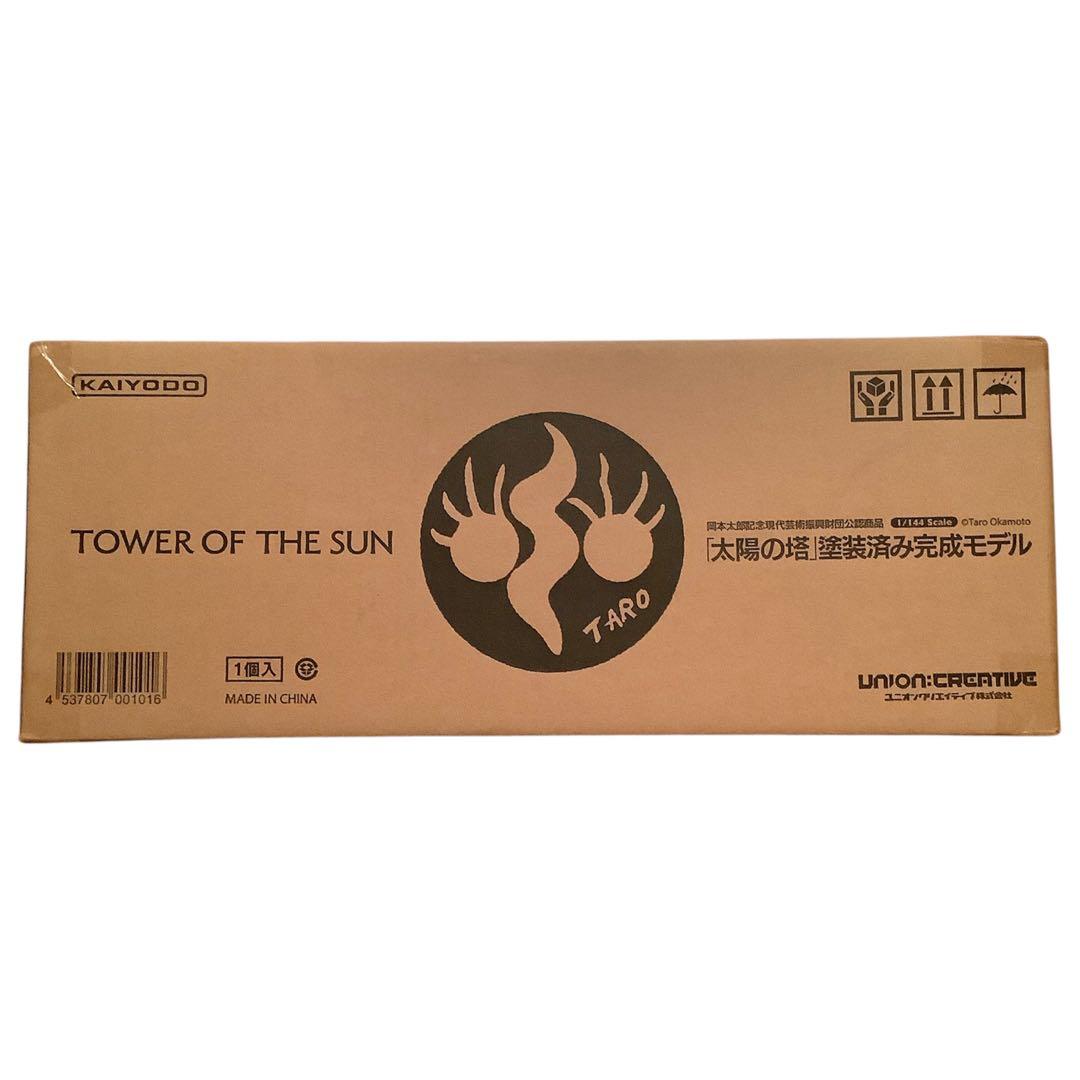 KAIYODO
TOWER OF THE SUN
TARO
岡本太郎記念現代芸術振興財団公認商品 1/144 Scale ©Taro Okamoto
「太陽の塔」塗装済み完成モデル
4 537807 001016
1個入
MADE IN CHINA
UNION:CREATIVE
ユニオンクリエイティブ株式会社